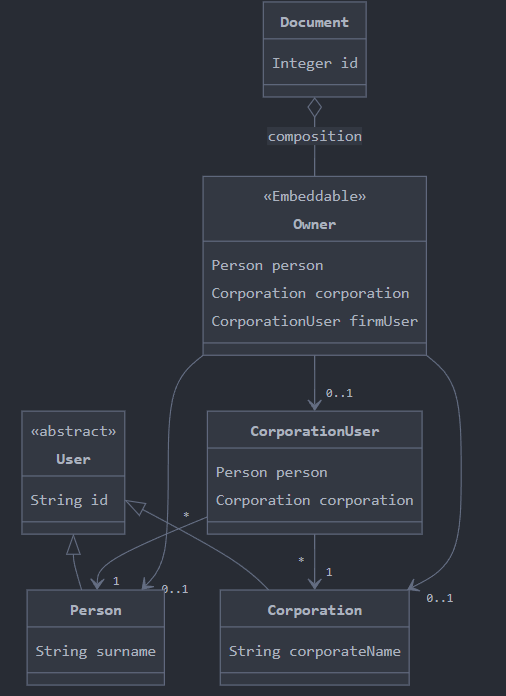 Document
Integer id
composition
«Embeddable»
Owner
Person person
Corporation corporation
CorporationUser firmUser
0..1
«abstract»
User
String id
CorporationUser
Person person
Corporation corporation
*
*
1
1
0..1
0..1
Person
String surname
Corporation
String corporateName